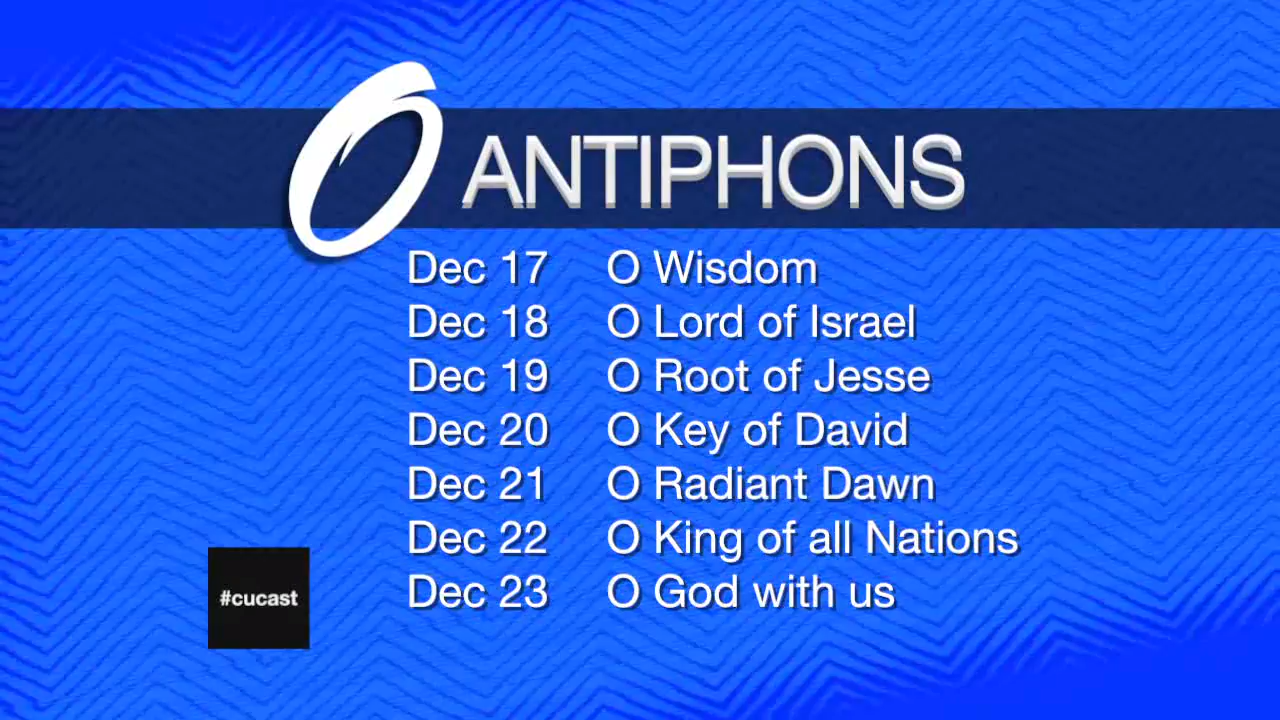 O ANTIPHONS
Dec 17 O Wisdom
Dec 18 O Lord of Israel
Dec 19 O Root of Jesse
Dec 20 O Key of David
Dec 21 O Radiant Dawn
Dec 22 O King of all Nations
Dec 23 O God with us
#cucast